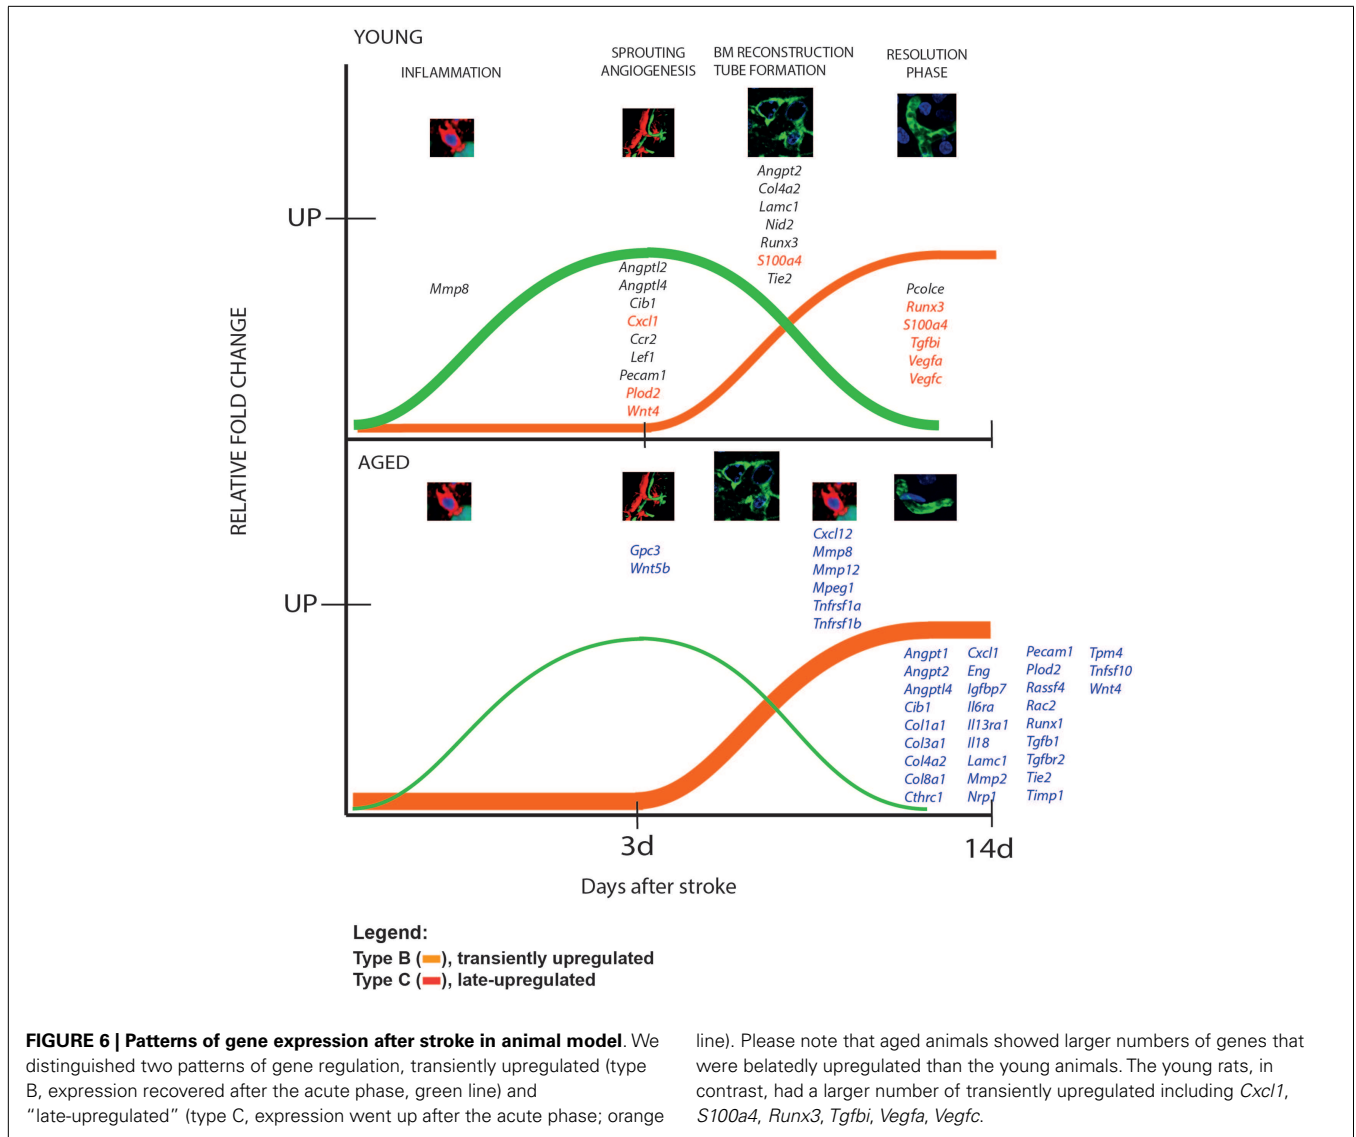 YOUNG
INFLAMMATION
SPROUTING
ANGIOGENESIS
BM RECONSTRUCTION
TUBE FORMATION
RESOLUTION
PHASE
UP
RELATIVE FOLD CHANGE
Mmp8
Angptl2
Angptl4
Cib1
Cxcl1
Ccr2
Lef1
Pecam1
Plod2
Wnt4
Angpt2
Col4a2
Lamc1
Nid2
Runx3
S100a4
Tie2
Pcolce
Runx3
S100a4
Tgfbi
Vegfa
Vegfc
AGED
UP
Gpc3
Wnt5b
Cxcl12
Mmp8
Mmp12
Mpeg1
Tnfrsf1a
Tnfrsf1b
Angpt1 Cxcl1 Pecam1 Tpm4
Angpt2 Eng Plod2 Tnfsf10
Angptl4 Igfbp7 Rassf4 Wnt4
Cib1 Il6ra Rac2
Col1a1 Il13ra1 Runx1
Col3a1 Il18 Tgfb1
Col4a2 Lamc1 Tgfbr2
Col8a1 Mmp2 Tie2
Cthrc1 Nrp1 Timp1
3d 14d
Days after stroke
Legend:
Type B ( ), transiently upregulated
Type C ( ), late-upregulated
FIGURE 6 | Patterns of gene expression after stroke in animal model. We
distinguished two patterns of gene regulation, transiently upregulated (type
B, expression recovered after the acute phase, green line) and
“late-upregulated” (type C, expression went up after the acute phase; orange
line). Please note that aged animals showed larger numbers of genes that
were belatedly upregulated than the young animals. The young rats, in
contrast, had a larger number of transiently upregulated including Cxcl1,
S100a4, Runx3, Tgfbi, Vegfa, Vegfc.